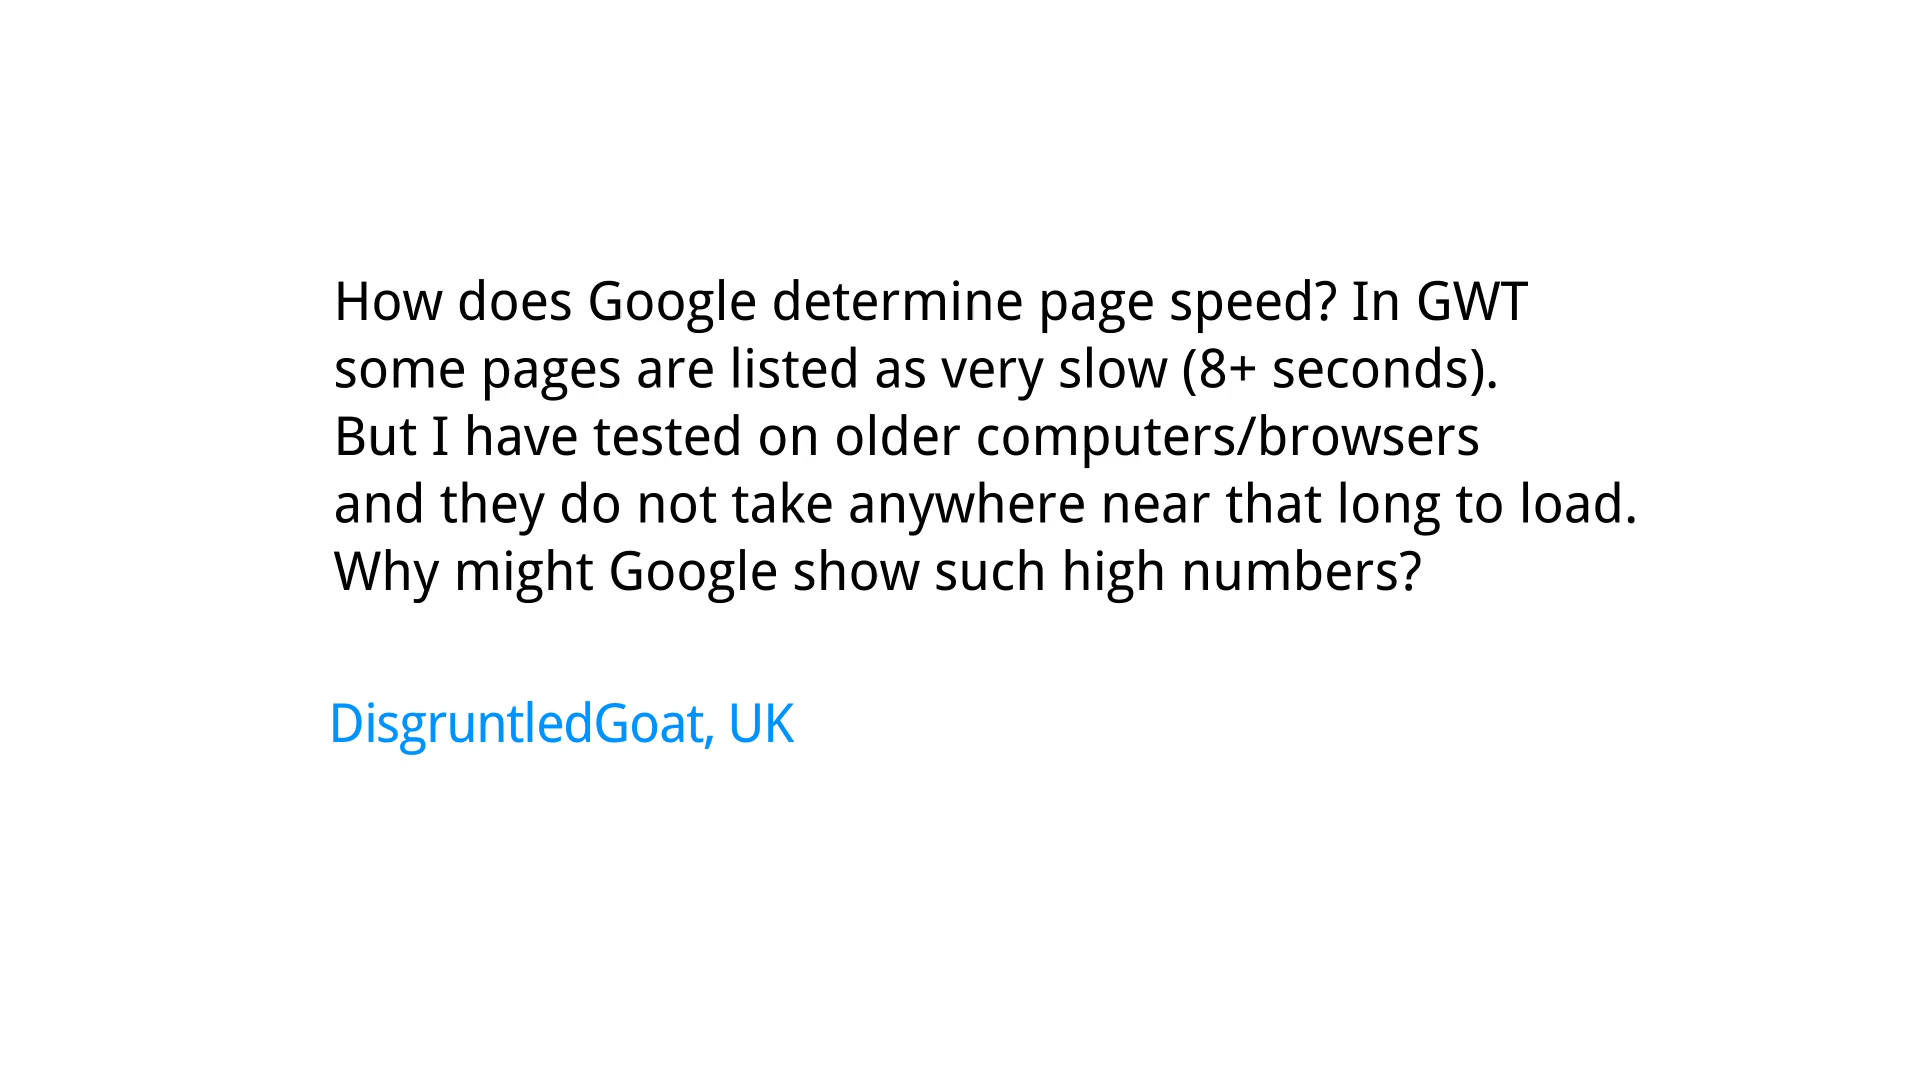 How does Google determine page speed? In GWT
some pages are listed as very slow (8+ seconds).
But I have tested on older computers/browsers
and they do not take anywhere near that long to load.
Why might Google show such high numbers?
DisgruntledGoat, UK